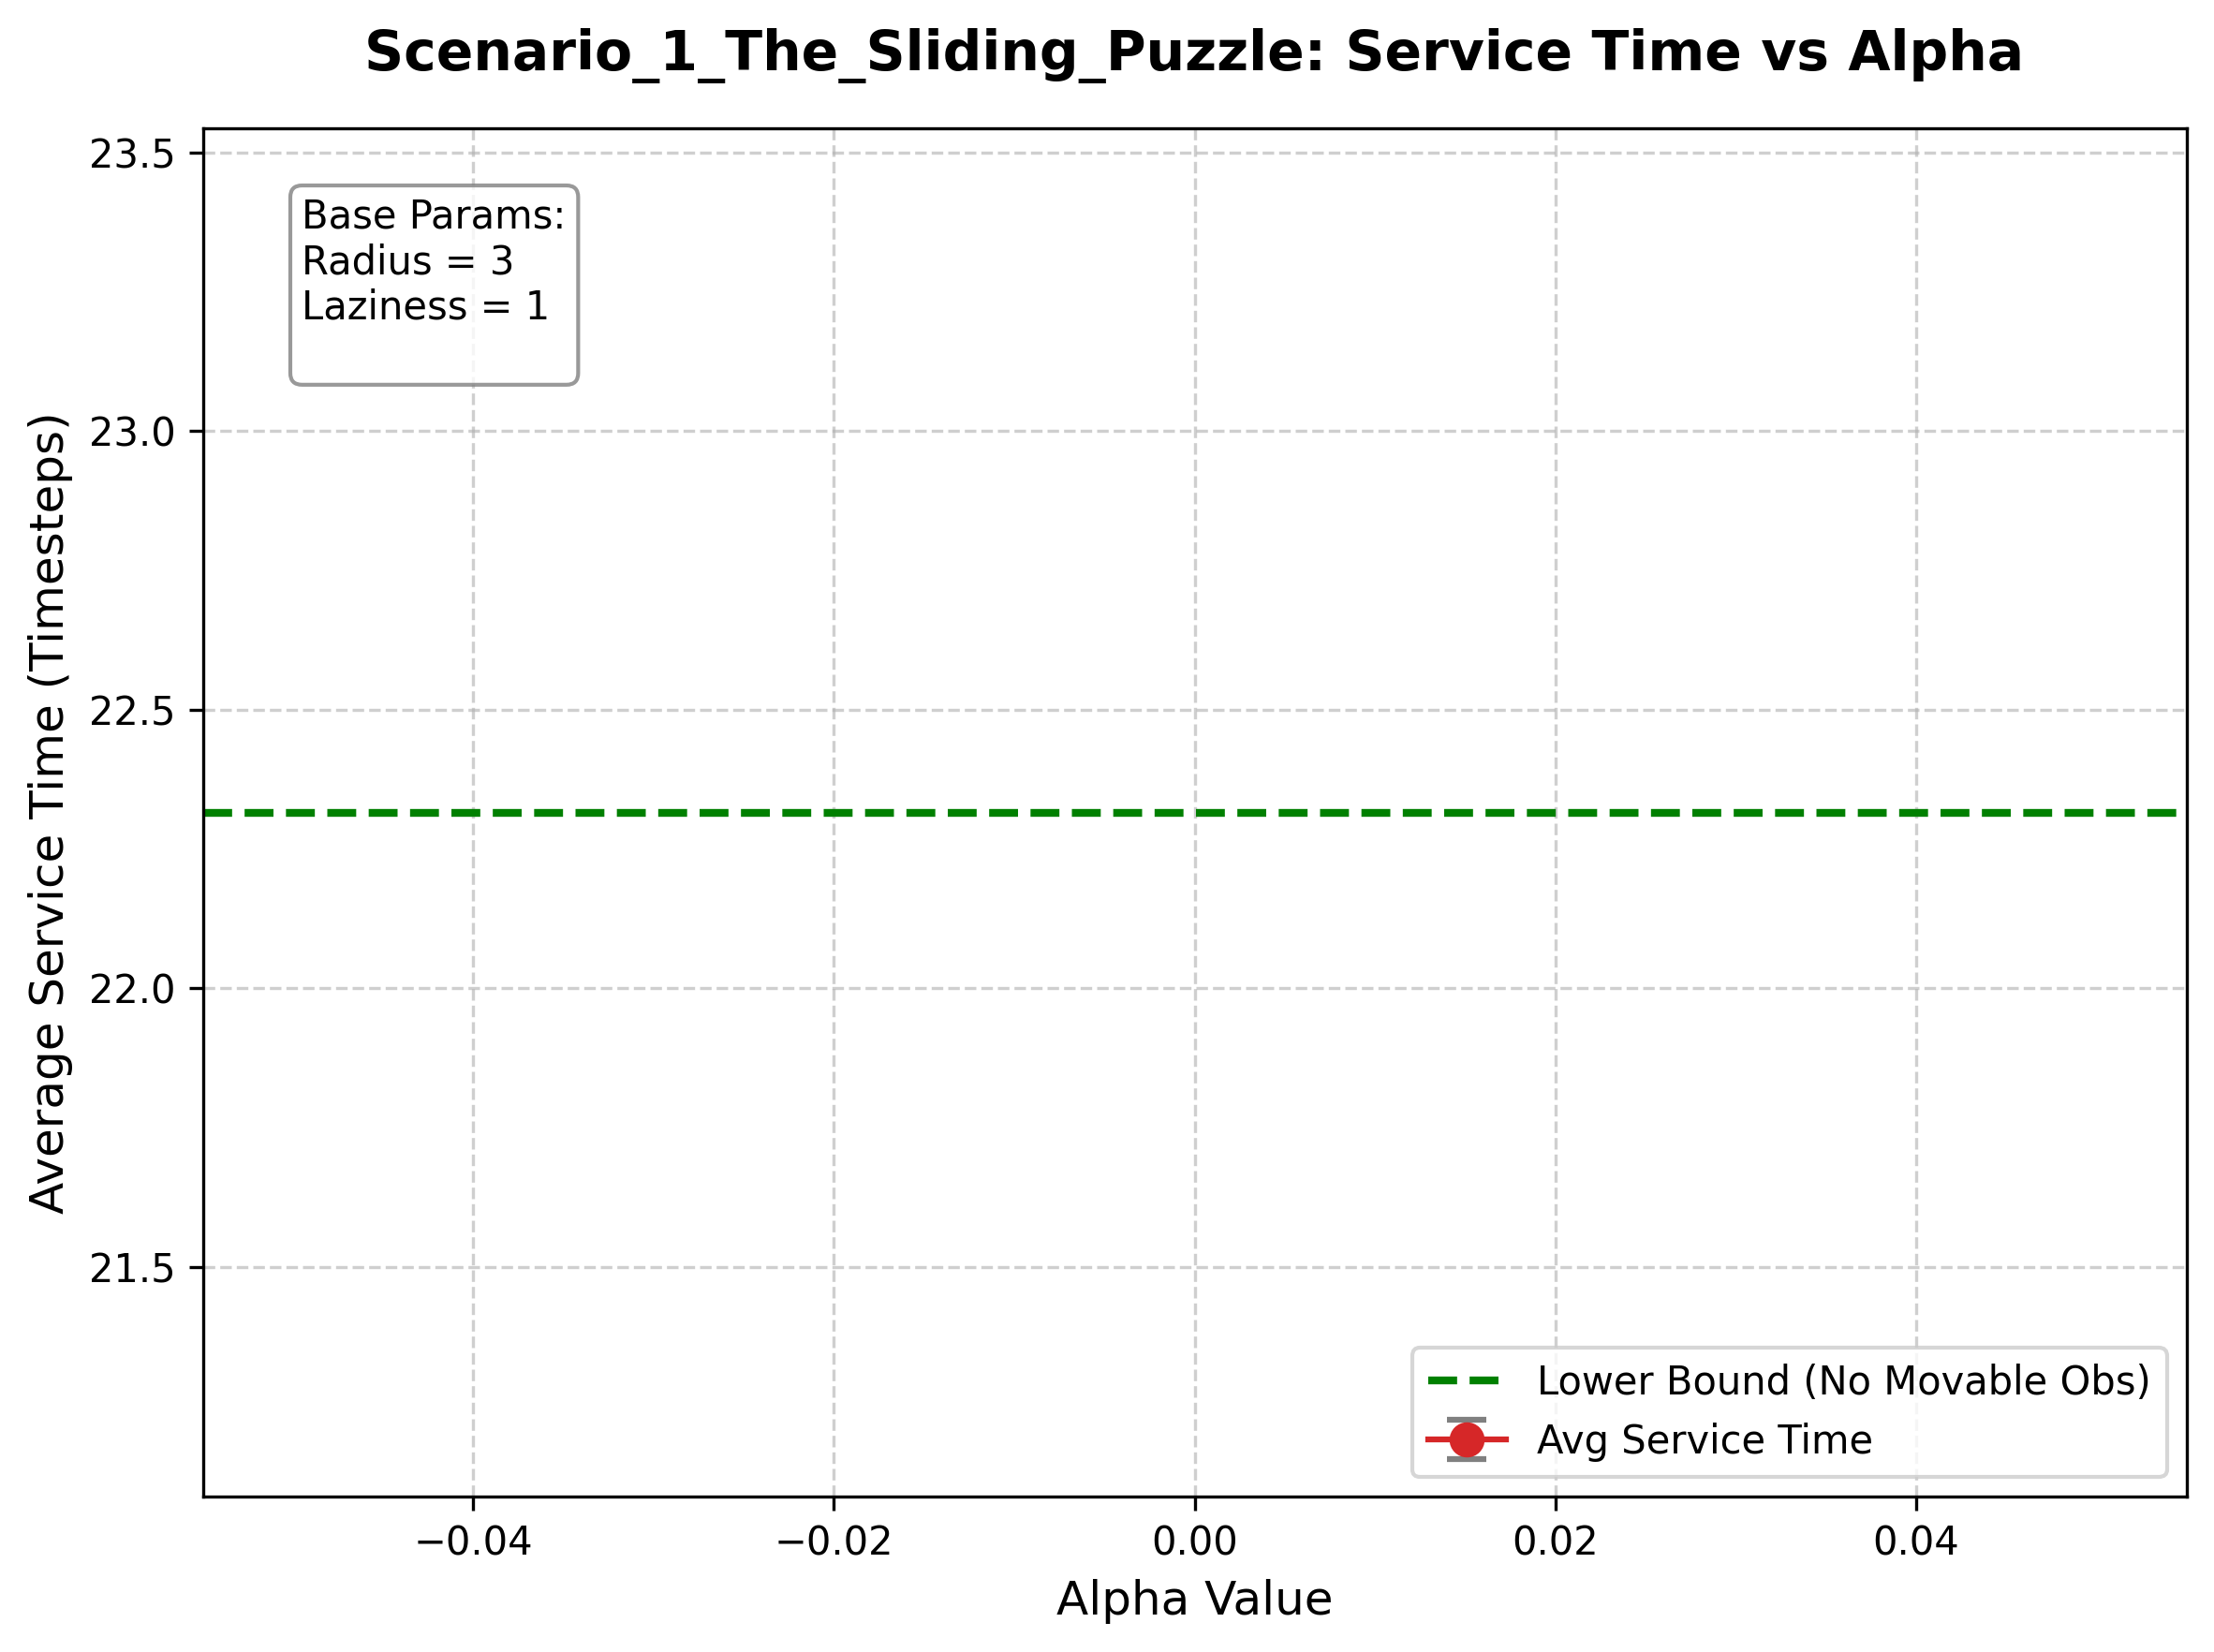 Scenario_1_The_Sliding_Puzzle: Service Time vs Alpha
23.5
23.0
22.5
22.0
21.5
Average Service Time (Timesteps)
Base Params:
Radius = 3
Laziness = 1
Lower Bound (No Movable Obs)
Avg Service Time
−0.04
−0.02
0.00
0.02
0.04
Alpha Value